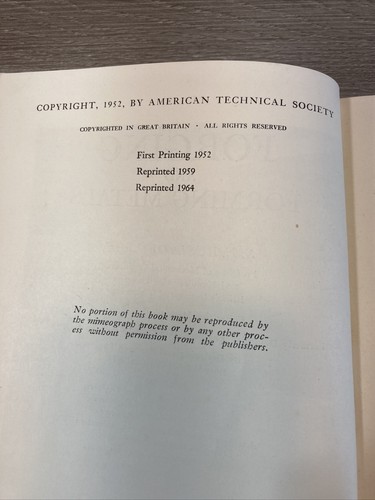 COPYRIGHT, 1952, BY AMERICAN TECHNICAL SOCIETY
COPYRIGHTED IN GREAT BRITAIN · ALL RIGHTS RESERVED
First Printing 1952
Reprinted 1959
Reprinted 1964
No portion of this book may be reproduced by
the mimeograph process or by any other proc-
ess without permission from the publishers.